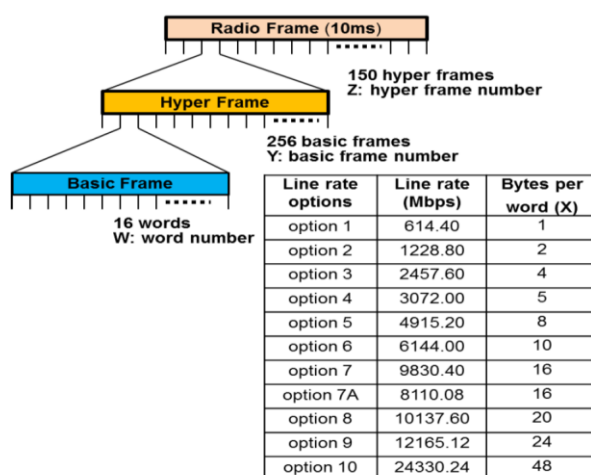 Radio Frame (10ms)
150 hyper frames
Z: hyper frame number
Hyper Frame
256 basic frames
Y: basic frame number
Basic Frame
16 words
W: word number
Line rate options Line rate (Mbps) Bytes per word (X)
option 1 614.40 1
option 2 1228.80 2
option 3 2457.60 4
option 4 3072.00 5
option 5 4915.20 8
option 6 6144.00 10
option 7 9830.40 16
option 7A 8110.08 16
option 8 10137.60 20
option 9 12165.12 24
option 10 24330.24 48